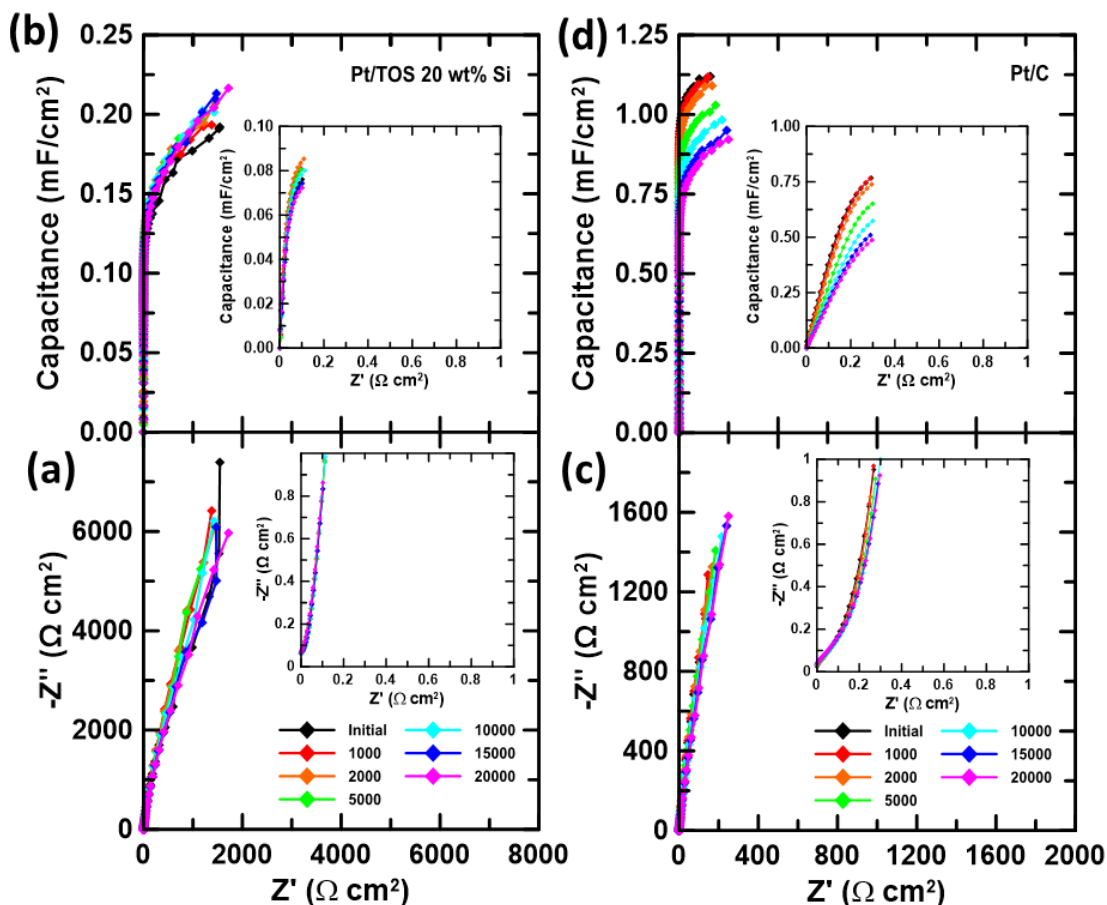 (b)
Pt/TOS 20 wt% Si
Capacitance (mF/cm²)
0.25
0.20
0.15
0.10
0.05
0.00
Capacitance (mF/cm²)
0.10
0.08
0.06
0.04
0.02
0.00
0 0.2 0.4 0.6 0.8 1
Z' (Ω cm²)
(d)
Pt/C
Capacitance (mF/cm²)
1.25
1.00
0.75
0.50
0.25
0.00
Capacitance (mF/cm²)
1.00
0.75
0.50
0.25
0.00
0 0.2 0.4 0.6 0.8 1
Z' (Ω cm²)
(a)
-Z'' (Ω cm²)
6000
4000
2000
0
-Z'' (Ω cm²)
1
0.8
0.6
0.4
0.2
0
0 0.2 0.4 0.6 0.8 1
Z' (Ω cm²)
Initial 10000
1000 15000
2000 20000
5000
0 2000 4000 6000 8000
Z' (Ω cm²)
(c)
-Z'' (Ω cm²)
1600
1200
800
400
0
-Z'' (Ω cm²)
1
0.8
0.6
0.4
0.2
0
0 0.2 0.4 0.6 0.8 1
Z' (Ω cm²)
Initial 10000
1000 15000
2000 20000
5000
0 400 800 1200 1600 2000
Z' (Ω cm²)